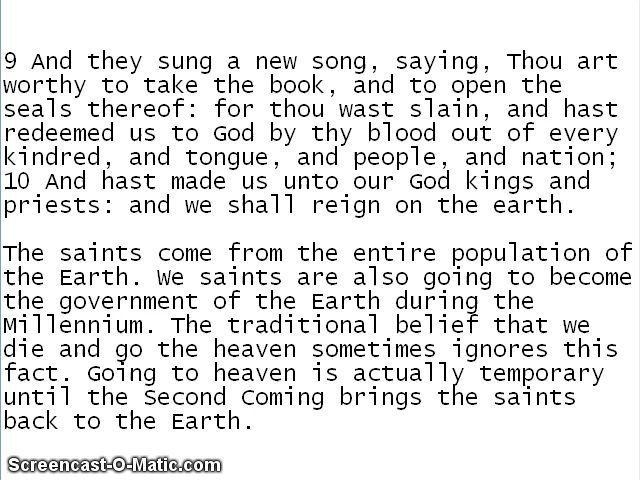 9 And they sung a new song, saying, Thou art
worthy to take the book, and to open the
seals thereof: for thou wast slain, and hast
redeemed us to God by thy blood out of every
kindred, and tongue, and people, and nation;
10 And hast made us unto our God kings and
priests: and we shall reign on the earth.
The saints come from the entire population of
the Earth. We saints are also going to become
the government of the Earth during the
Millennium. The traditional belief that we
die and go the heaven sometimes ignores this
fact. Going to heaven is actually temporary
until the Second Coming brings the saints
back to the Earth.
Screencast-O-Matic.com